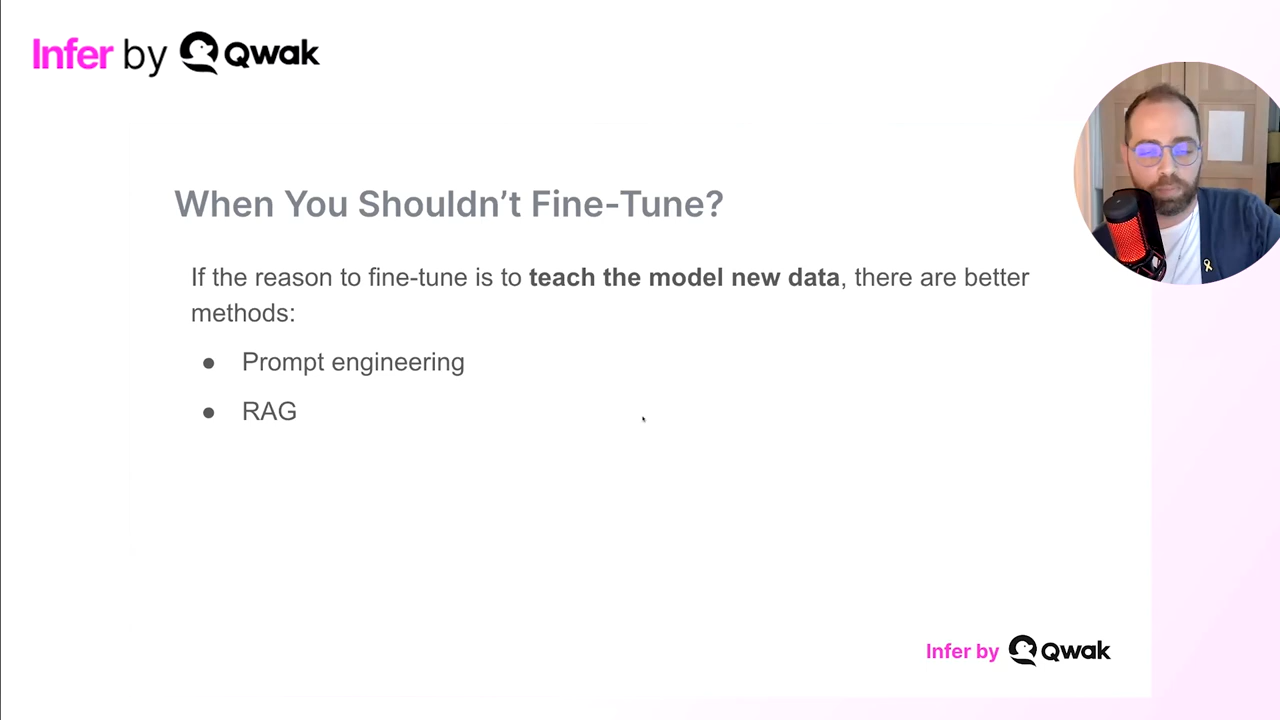 Infer by Qwak
When You Shouldn't Fine-Tune?
If the reason to fine-tune is to teach the model new data, there are better
methods:
● Prompt engineering
● RAG
Infer by Qwak